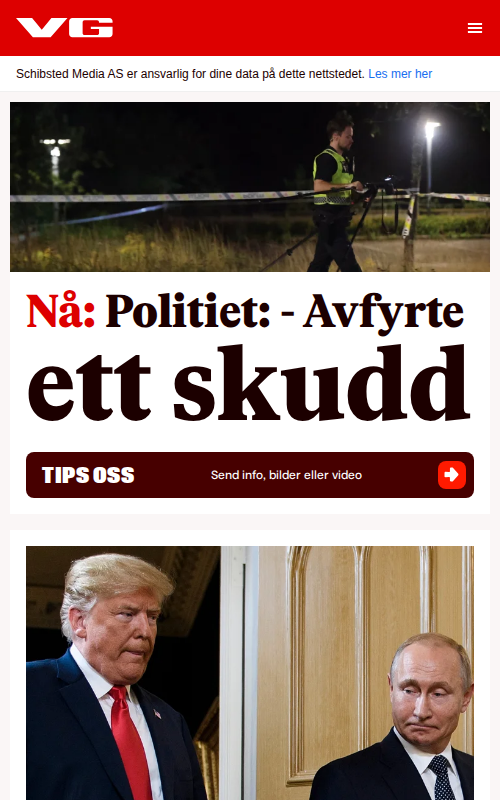 VG
Schibsted Media AS er ansvarlig for dine data på dette nettstedet. Les mer her
Nå: Politiet: - Avfyrte
ett skudd
TIPS OSS
Send info, bilder eller video